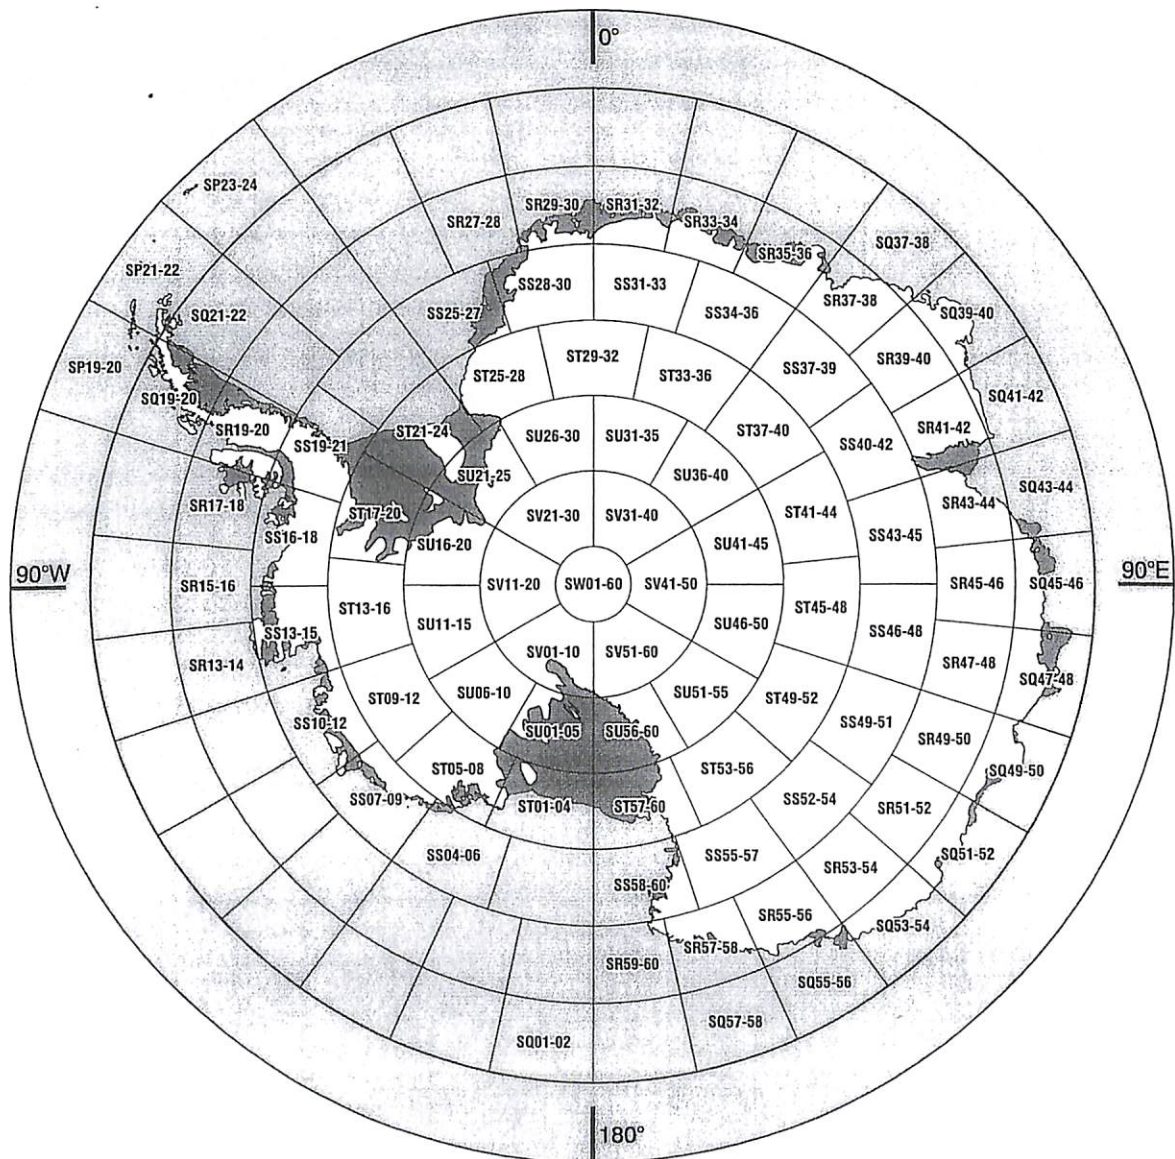 0°
SP23-24
SR29-30
SR31-32
SR27-28
SR33-34
SQ37-38
SR35-36
SP21-22
SS28-30
SS31-33
SR37-38
SQ21-22
SS25-27
SS34-36
SQ39-40
ST29-32
SP19-20
ST25-28
ST33-36
SS37-39
SR39-40
SQ19-20
SQ41-42
SR19-20
ST21-24
SU26-30
SU31-35
ST37-40
SR41-42
SS19-21
SS40-42
SU21-25
SU36-40
SQ43-44
SR17-18
ST17-20
SV21-30
SV31-40
ST41-44
SR43-44
SS16-18
SU16-20
SU41-45
SS43-45
90°W
SR15-16
SV11-20
SW01-60
SV41-50
SR45-46
SQ45-46
90°E
ST13-16
ST45-48
SU11-15
SU46-50
SS13-15
SS46-48
SR13-14
SV01-10
SV51-60
SR47-48
SQ47-48
ST09-12
SU06-10
SU51-55
ST49-52
SS10-12
SS49-51
SU01-05
SU56-60
SR49-50
ST05-08
ST53-56
SQ49-50
SS07-09
ST01-04
ST57-60
SS52-54
SR51-52
SS04-06
SS55-57
SR53-54
SQ51-52
SS58-60
SR55-56
SQ53-54
SR57-58
SR59-60
SQ55-56
SQ57-58
SQ01-02
180°